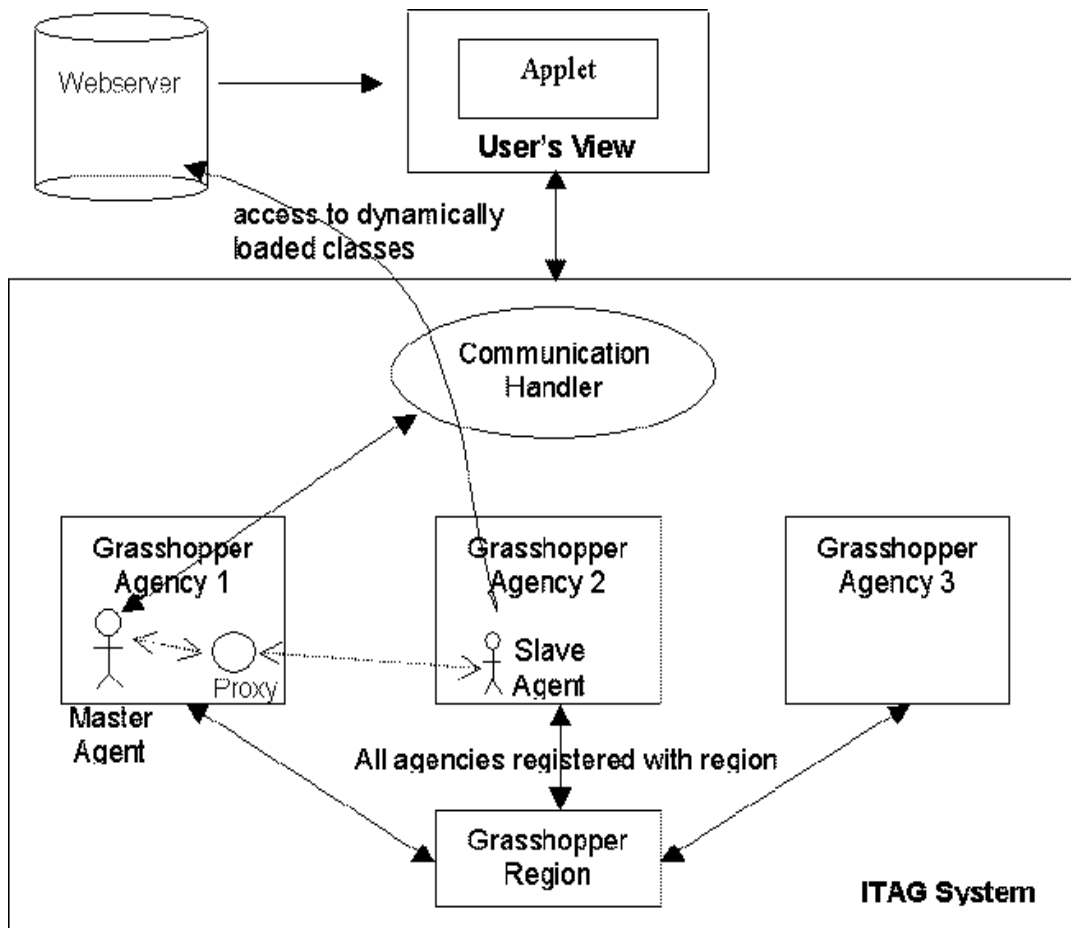 Webserver
Applet
User's View
access to dynamically
loaded classes
Communication
Handler
Grasshopper
Agency 1
Proxy
Master
Agent
Grasshopper
Agency 2
Slave
Agent
Grasshopper
Agency 3
All agencies registered with region
Grasshopper
Region
ITAG System